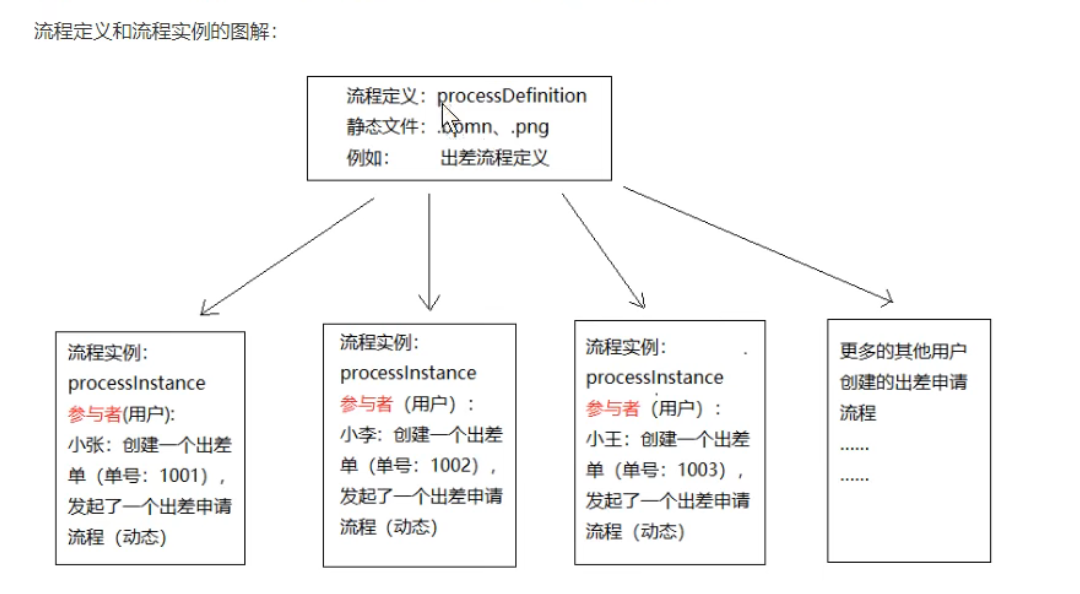 流程定义和流程实例的图解：
流程定义：processDefinition
静态文件：.bpmn、.png
例如： 出差流程定义
流程实例：
processInstance
参与者(用户):
小张：创建一个出差
单（单号：1001），
发起了一个出差申请
流程（动态）
流程实例：
processInstance
参与者（用户）：
小李：创建一个出差
单（单号：1002），
发起了一个出差申请
流程（动态）
流程实例：
processInstance
参与者（用户）：
小王：创建一个出差
单（单号：1003），
发起了一个出差申请
流程（动态）
更多的其他用户
创建的出差申请
流程
......
......